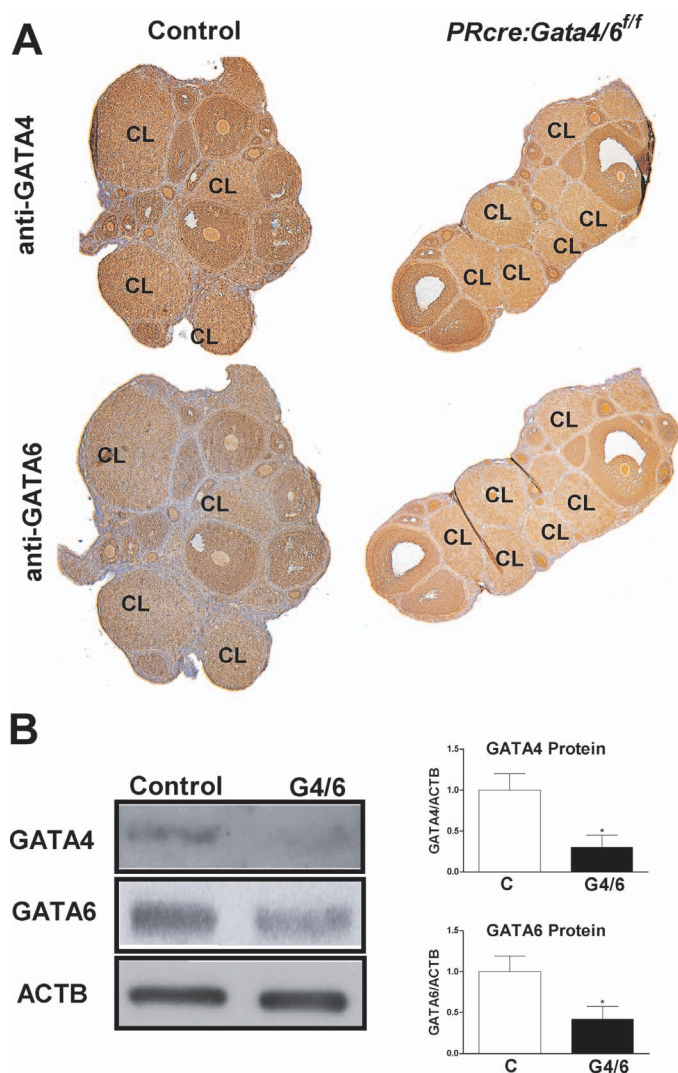 A
Control
PRcre:Gata4/6f/f
anti-GATA4
CL
CL
CL
CL
CL
CL
CL
CL
CL
CL
anti-GATA6
CL
CL
CL
CL
CL
CL
CL
CL
CL
CL
B
Control G4/6
GATA4
GATA6
ACTB
GATA4 Protein
GATA4/ACTB
1.5
1.0
0.5
0.0
*
C G4/6
GATA6 Protein
GATA6/ACTB
1.5
1.0
0.5
0.0
*
C G4/6